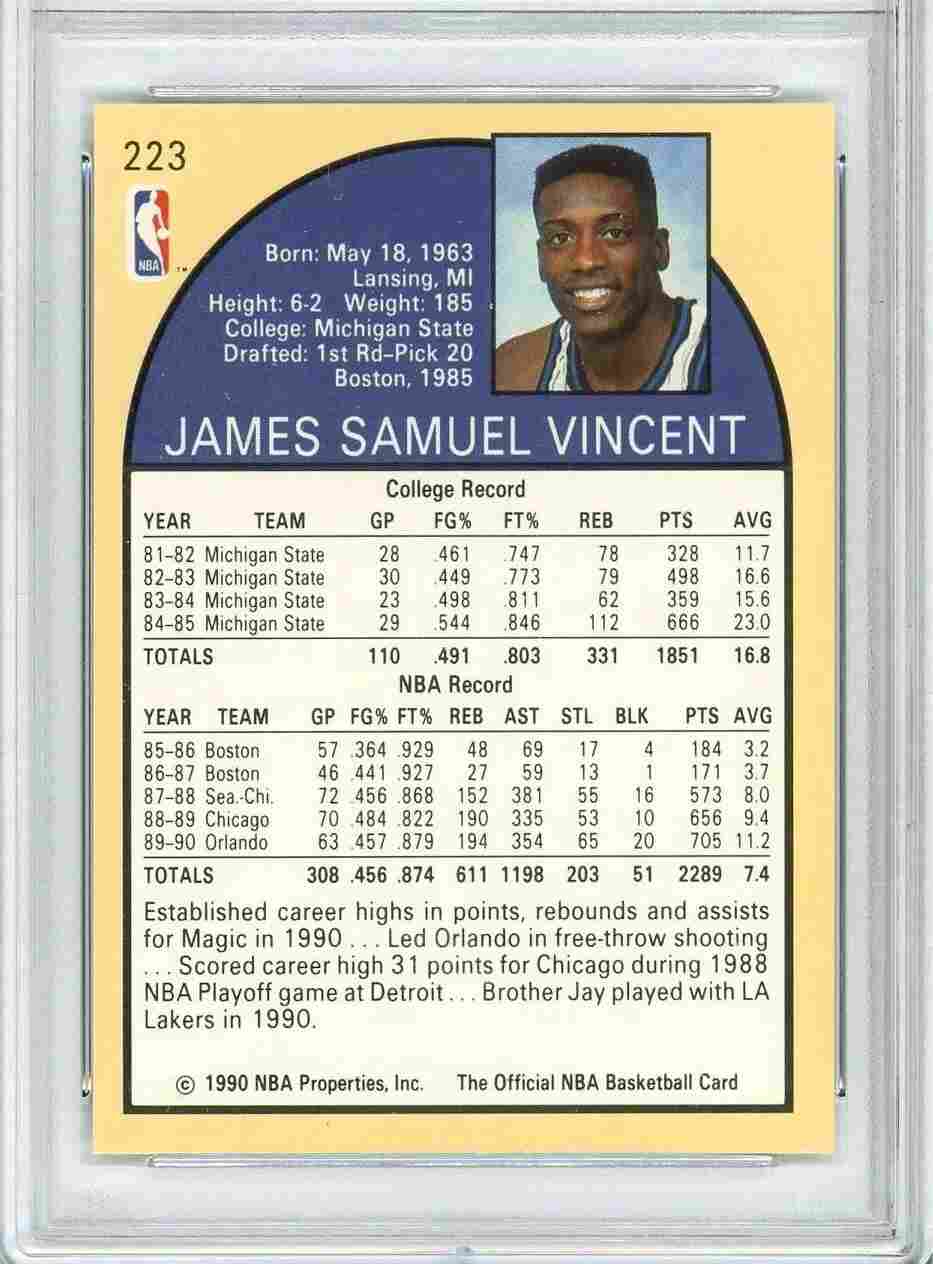 223
NBA
™
Born: May 18, 1963
Lansing, MI
Height: 6-2 Weight: 185
College: Michigan State
Drafted: 1st Rd-Pick 20
Boston, 1985
JAMES SAMUEL VINCENT
College Record
YEAR TEAM GP FG% FT% REB PTS AVG
81-82 Michigan State 28 .461 .747 78 328 11.7
82-83 Michigan State 30 .449 .773 79 498 16.6
83-84 Michigan State 23 .498 .811 62 359 15.6
84-85 Michigan State 29 .544 .846 112 666 23.0
TOTALS 110 .491 .803 331 1851 16.8
NBA Record
YEAR TEAM GP FG% FT% REB AST STL BLK PTS AVG
85-86 Boston 57 .364 .929 48 69 17 4 184 3.2
86-87 Boston 46 .441 .927 27 59 13 1 171 3.7
87-88 Sea.-Chi. 72 .456 .868 152 381 55 16 573 8.0
88-89 Chicago 70 .484 .822 190 335 53 10 656 9.4
89-90 Orlando 63 .457 .879 194 354 65 20 705 11.2
TOTALS 308 .456 .874 611 1198 203 51 2289 7.4
Established career highs in points, rebounds and assists
for Magic in 1990 ... Led Orlando in free-throw shooting
... Scored career high 31 points for Chicago during 1988
NBA Playoff game at Detroit ... Brother Jay played with LA
Lakers in 1990.
© 1990 NBA Properties, Inc. The Official NBA Basketball Card